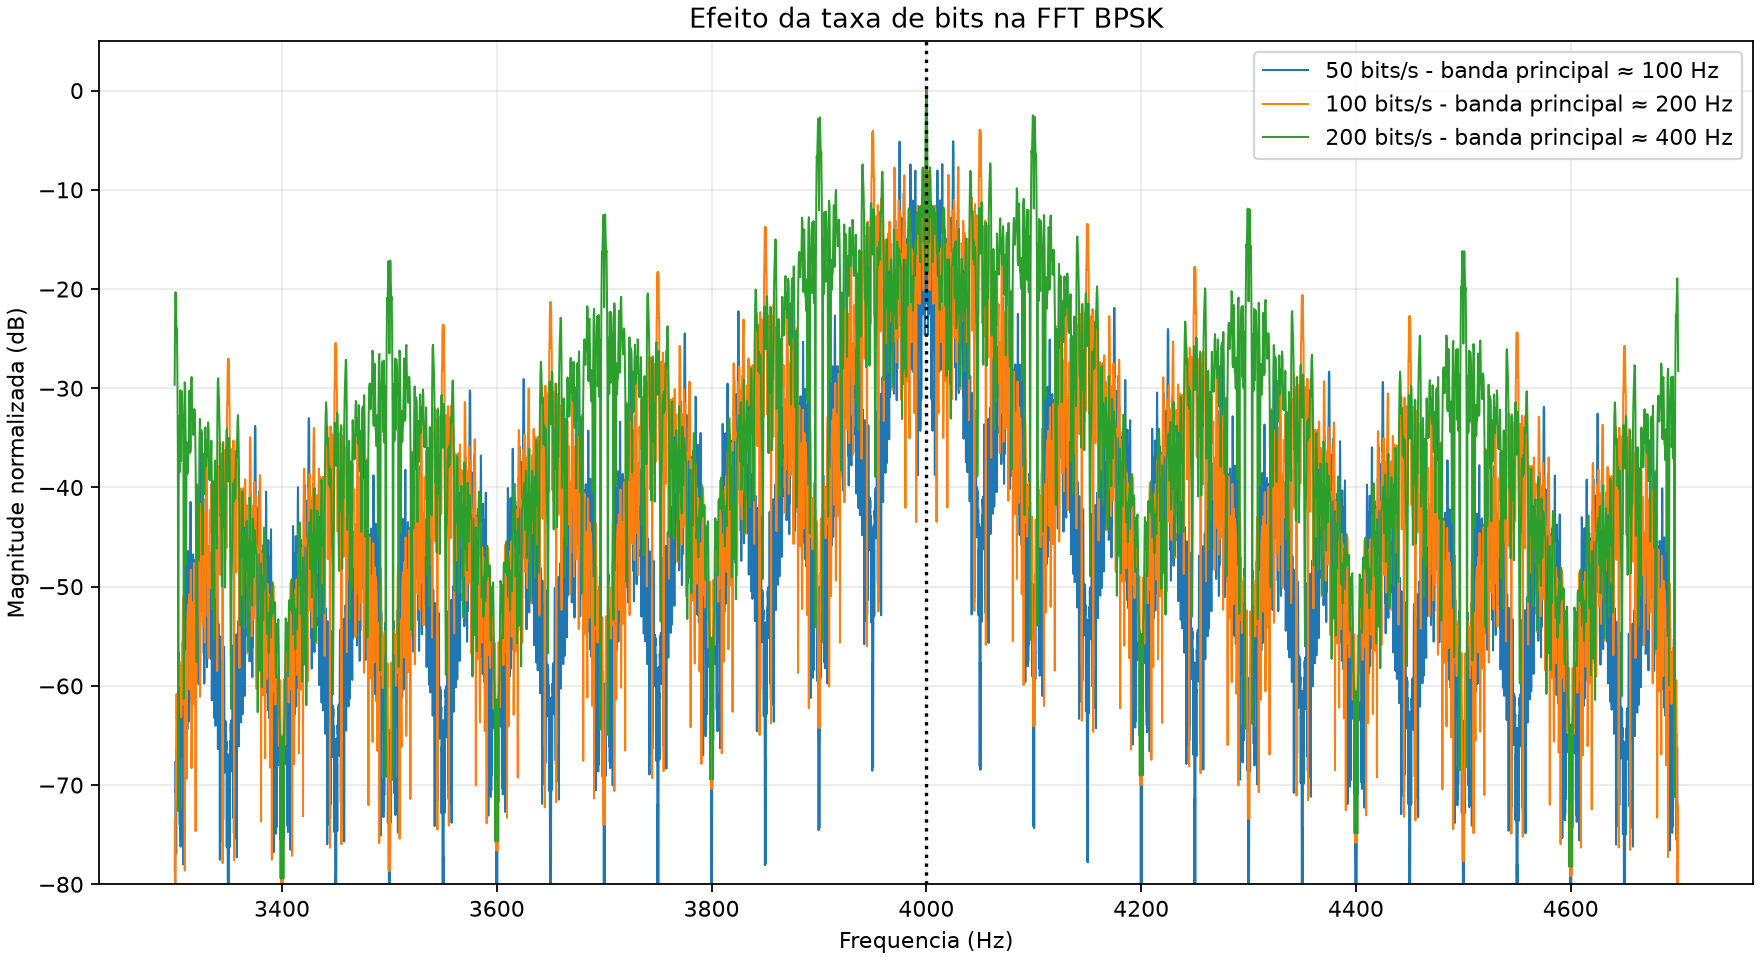 Efeito da taxa de bits na FFT BPSK
50 bits/s - banda principal ≈ 100 Hz
100 bits/s - banda principal ≈ 200 Hz
200 bits/s - banda principal ≈ 400 Hz
Magnitude normalizada (dB)
0
−10
−20
−30
−40
−50
−60
−70
−80
3400 3600 3800 4000 4200 4400 4600
Frequencia (Hz)